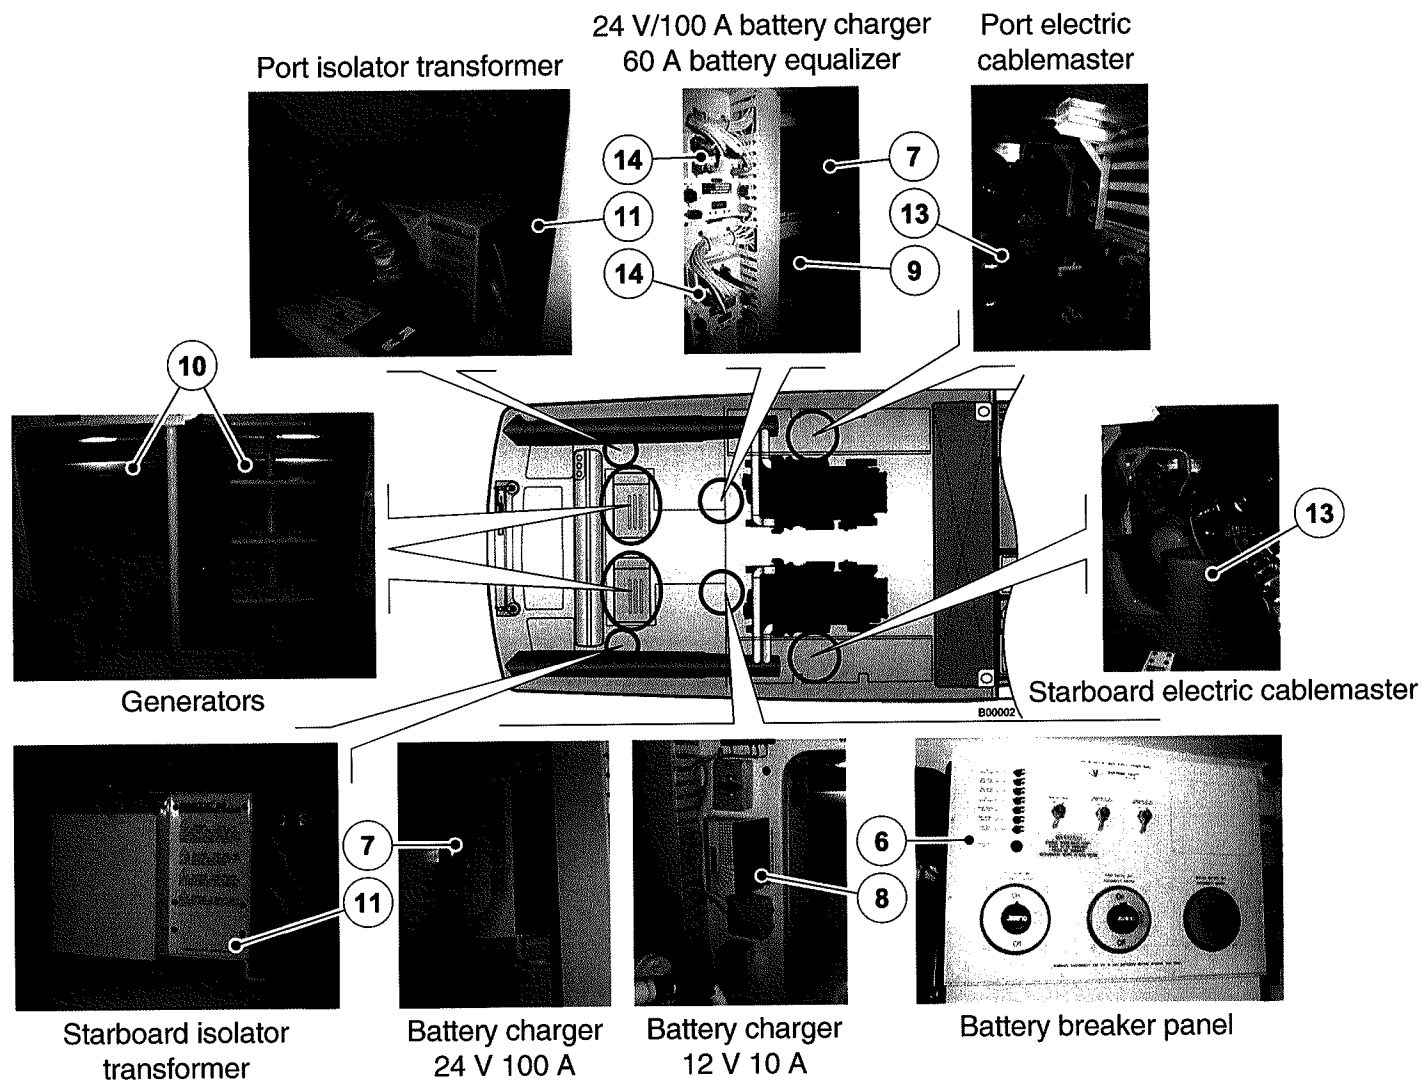 24 V/100 A battery charger
60 A battery equalizer
Port electric
cablemaster
Port isolator transformer
14
7
11
13
14
9
10
13
Generators
Starboard electric cablemaster
B00002
7
11
6
8
Starboard isolator
transformer
Battery charger
24 V 100 A
Battery charger
12 V 10 A
Battery breaker panel